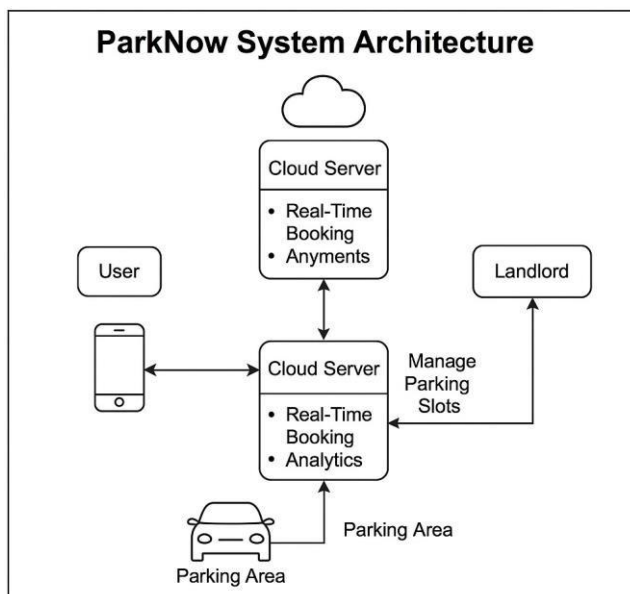 ParkNow System Architecture
Cloud Server
• Real-Time
Booking
• Anyments
User
Landlord
Cloud Server
• Real-Time
Booking
• Analytics
Manage
Parking
Slots
Parking Area
Parking Area